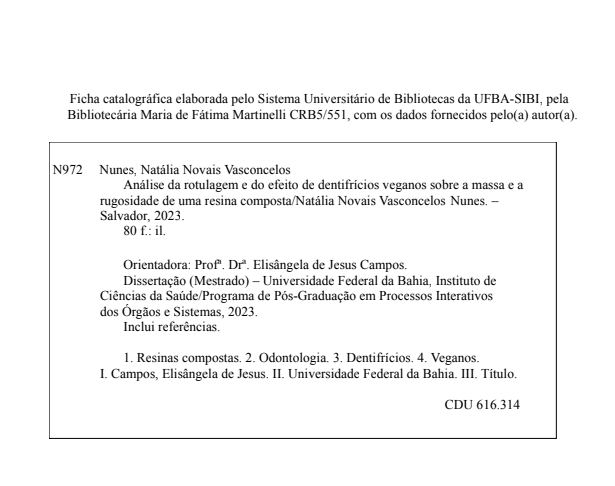 Ficha catalográfica elaborada pelo Sistema Universitário de Bibliotecas da UFBA-SIBI, pela
Bibliotecária Maria de Fátima Martinelli CRB5/551, com os dados fornecidos pelo(a) autor(a).
N972 Nunes, Natália Novais Vasconcelos
Análise da rotulagem e do efeito de dentifrícios veganos sobre a massa e a
rugosidade de uma resina composta/Natália Novais Vasconcelos Nunes. –
Salvador, 2023.
80 f.: il.
Orientadora: Profª. Drª. Elisângela de Jesus Campos.
Dissertação (Mestrado) – Universidade Federal da Bahia, Instituto de
Ciências da Saúde/Programa de Pós-Graduação em Processos Interativos
dos Órgãos e Sistemas, 2023.
Inclui referências.
1. Resinas compostas. 2. Odontologia. 3. Dentifrícios. 4. Veganos.
I. Campos, Elisângela de Jesus. II. Universidade Federal da Bahia. III. Título.
CDU 616.314